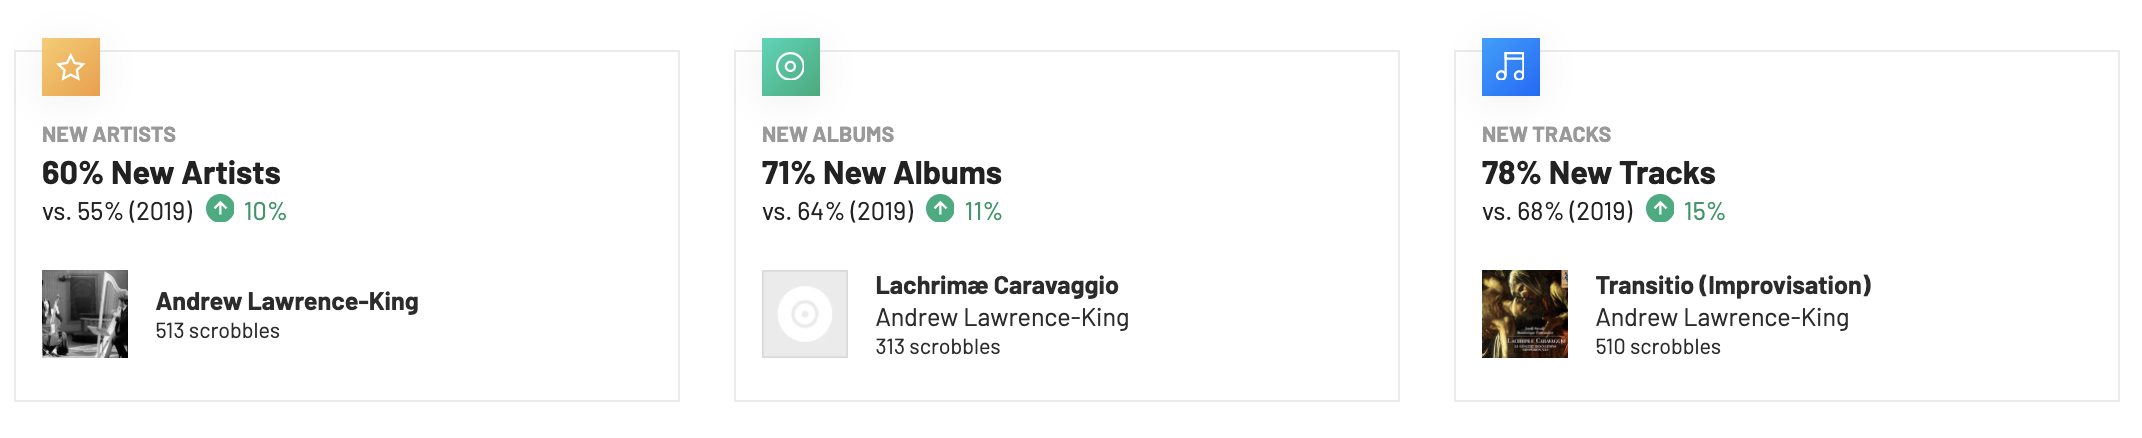 NEW ARTISTS
60% New Artists
vs. 55% (2019) 10%
Andrew Lawrence-King
513 scrobbles
NEW ALBUMS
71% New Albums
vs. 64% (2019) 11%
Lachrimæ Caravaggio
Andrew Lawrence-King
313 scrobbles
NEW TRACKS
78% New Tracks
vs. 68% (2019) 15%
LACHRIMÆ CARAVAGGIO
Transitio (Improvisation)
Andrew Lawrence-King
510 scrobbles